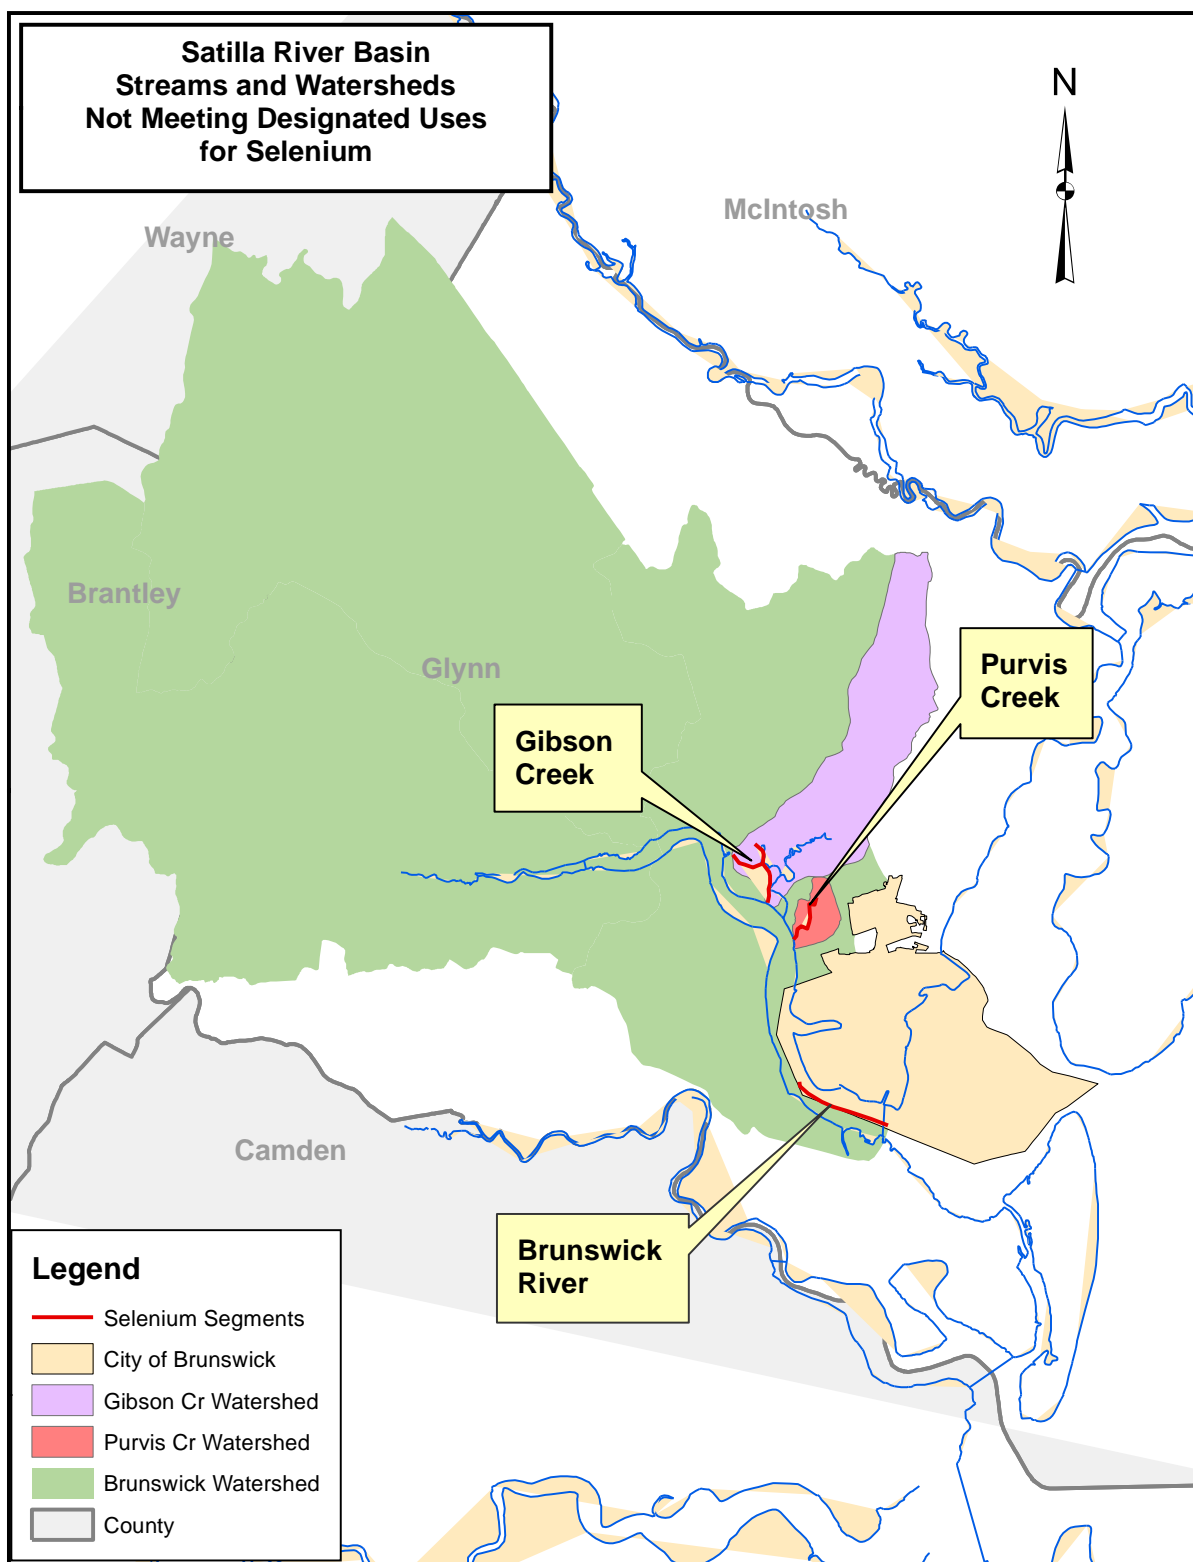 Satilla River Basin
Streams and Watersheds
Not Meeting Designated Uses
for Selenium
N
McIntosh
Wayne
Brantley
Glynn
Purvis
Creek
Gibson
Creek
Camden
Brunswick
River
Legend
Selenium Segments
City of Brunswick
Gibson Cr Watershed
Purvis Cr Watershed
Brunswick Watershed
County